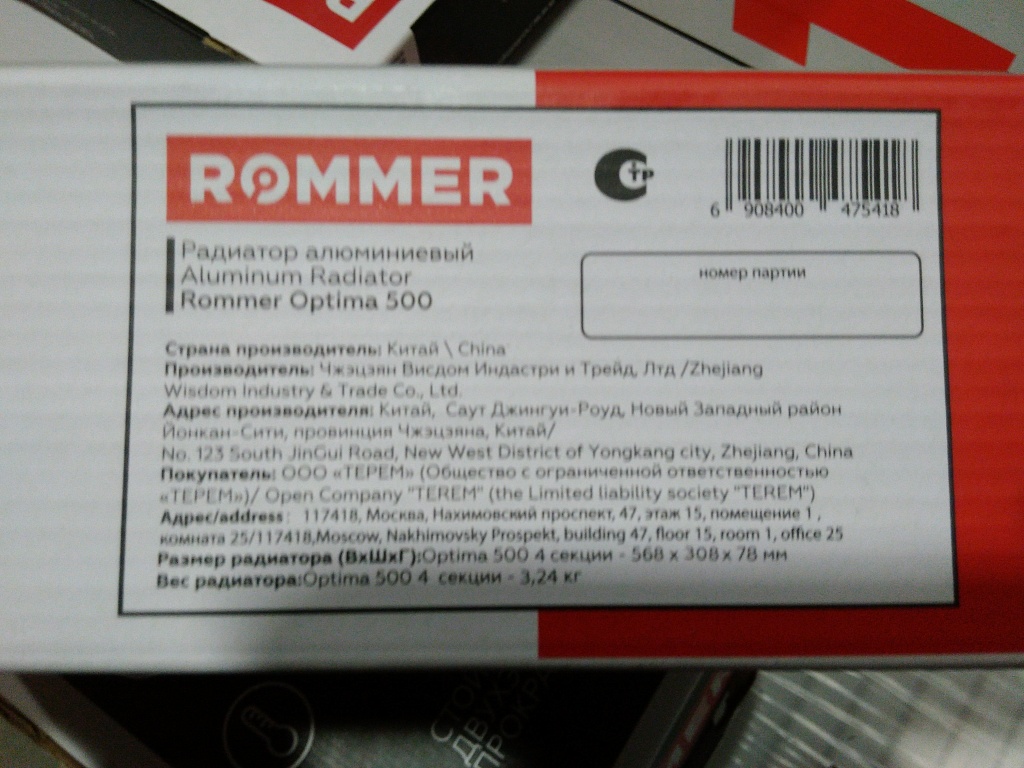 ROMMER
ТР
6 908400 475418
Радиатор алюминиевый
Aluminum Radiator
Rommer Optima 500
номер партии
Страна производитель: Китай \ China
Производитель: Чжэцзян Висдом Индастри и Трейд, Лтд /Zhejiang
Wisdom Industry & Trade Co., Ltd.
Адрес производителя: Китай, Саут Джингуи-Роуд, Новый Западный район
Йонкан-Сити, провинция Чжэцзяна, Китай/
No. 123 South JinGui Road, New West District of Yongkang city, Zhejiang, China
Покупатель: ООО «ТЕРЕМ» (Общество с ограниченной ответственностью
«ТЕРЕМ»)/ Open Company "TEREM" (the Limited liability society "TEREM")
Адрес/address: 117418, Москва, Нахимовский проспект, 47, этаж 15, помещение 1 ,
комната 25/117418,Moscow, Nakhimovsky Prospekt, building 47, floor 15, room 1, office 25
Размер радиатора (ВхШхГ):Optima 500 4 секции - 568 x 308 x 78 мм
Вес радиатора:Optima 500 4 секции - 3,24 кг